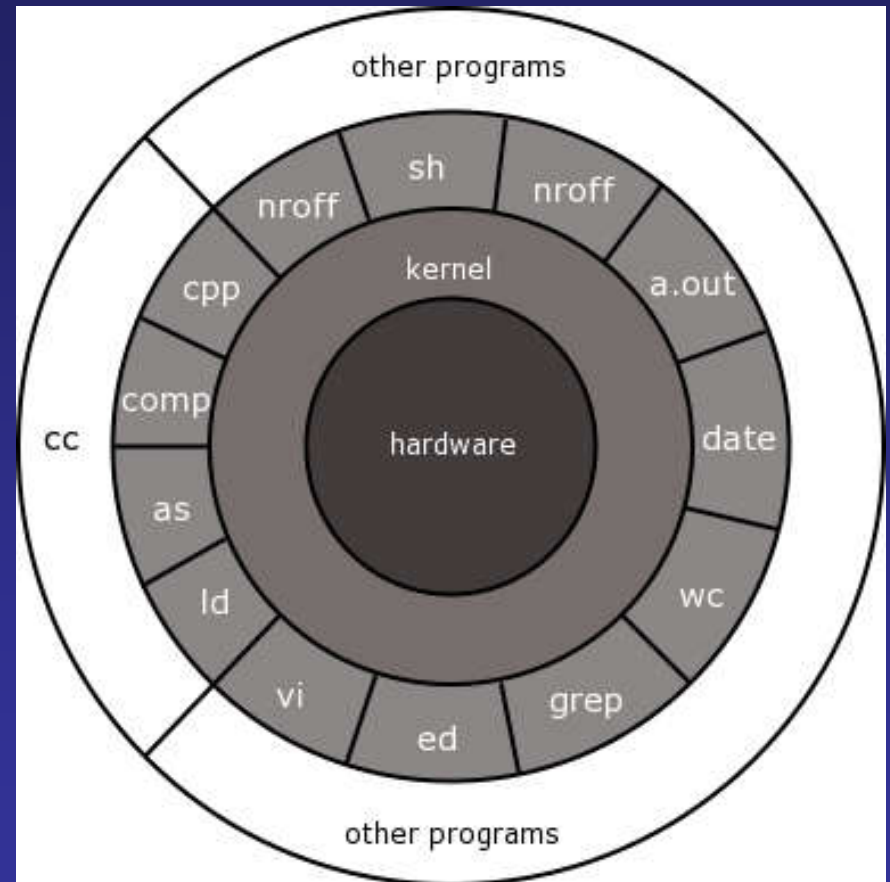 other programs
sh
nroff
nroff
kernel
cpp
a.out
comp
cc
hardware
date
as
ld
wc
vi
grep
ed
other programs